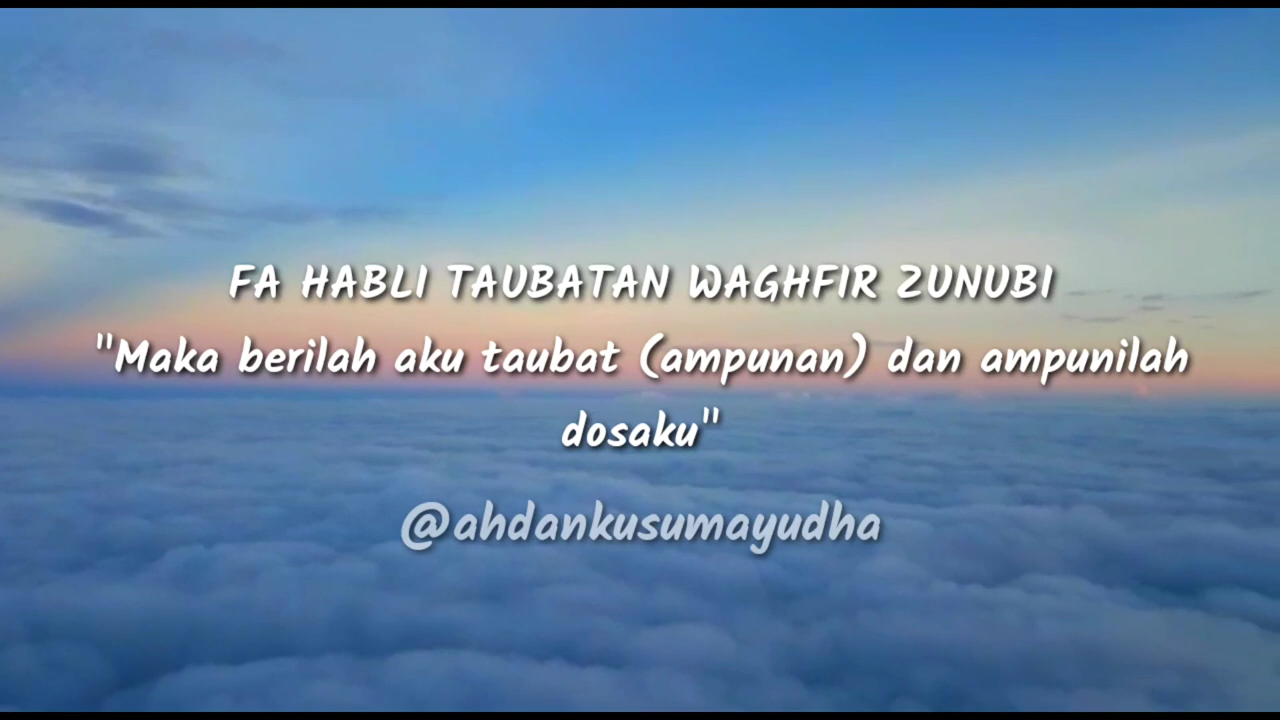 FA HABLI TAUBATAN WAGHFIR ZUNUBI
"Maka berilah aku taubat (ampunan) dan ampunilah
dosaku"
@ahdankusumayudha